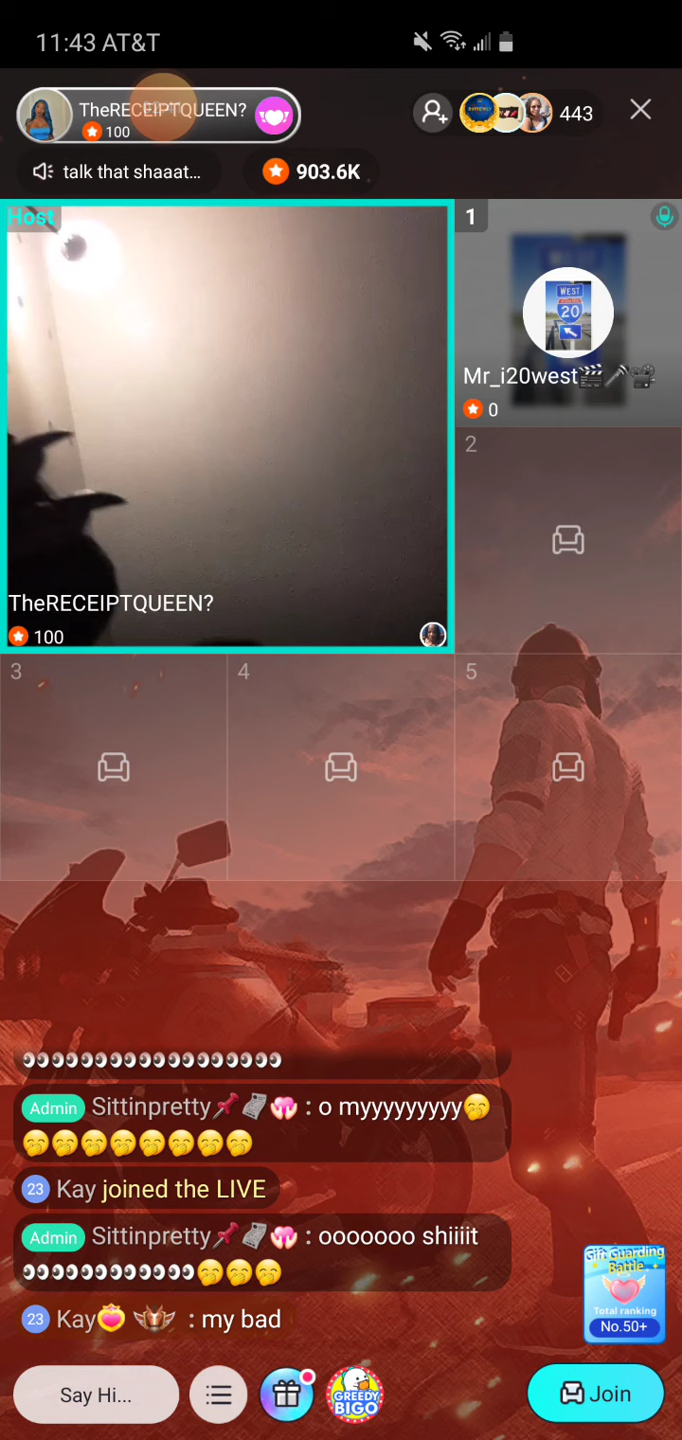 11:43 AT&T
TheRECEIPTQUEEN?
100
443
talk that shaaat...
903.6K
Host
1
WEST
20
Mr_i20west🎬🎤📽
0
2
TheRECEIPTQUEEN?
100
3
4
5
👀👀👀👀👀👀👀👀👀👀👀👀👀👀👀👀👀👀
Admin Sittinpretty📌🗞💝 : o myyyyyyyyy🤭
🤭🤭🤭🤭🤭🤭🤭🤭
23 Kay joined the LIVE
Admin Sittinpretty📌🗞💝 : ooooooo shiiiit
👀👀👀👀👀👀👀👀👀👀👀👀🤭🤭🤭
23 Kay : my bad
Gift Guarding
Battle
Total ranking
No.50+
Say Hi...
GREEDY
BIGO
Join